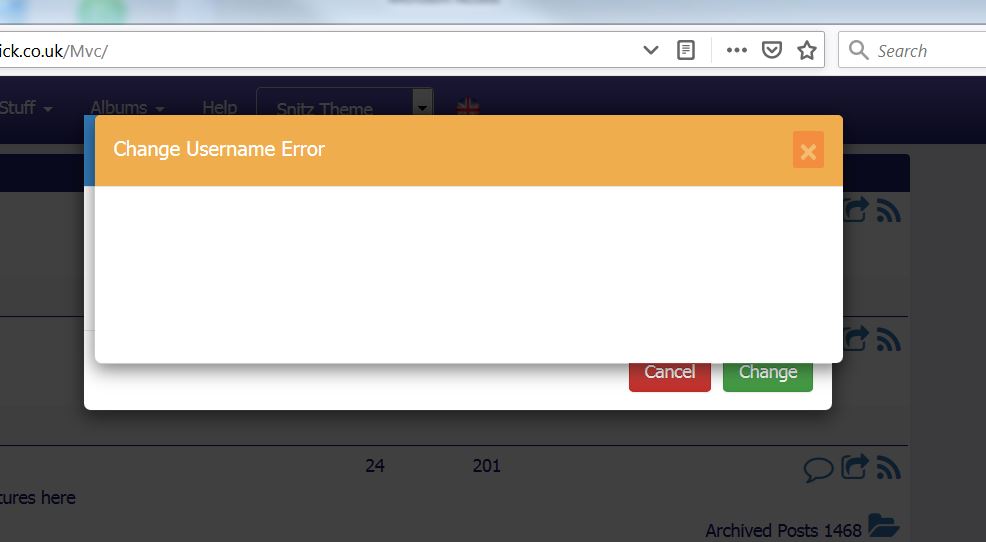 ick.co.uk/Mvc/
Search
Stuff Albums Help Snitz Theme
Change Username Error
Cancel Change
24 201
tures here
Archived Posts 1468